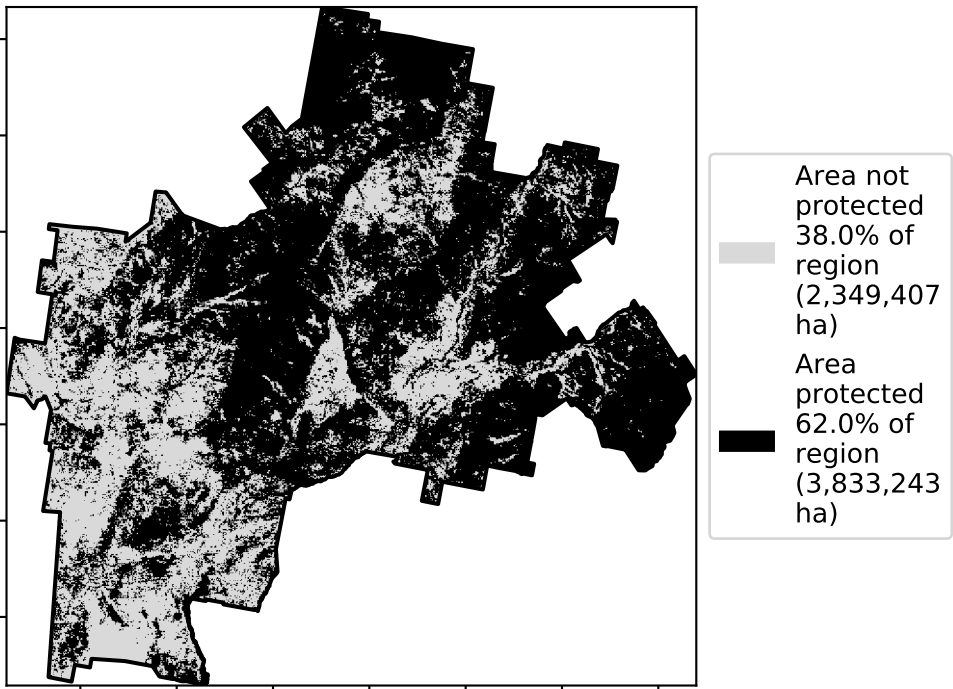 Area not
protected
38.0% of
region
(2,349,407
ha)
Area
protected
62.0% of
region
(3,833,243
ha)